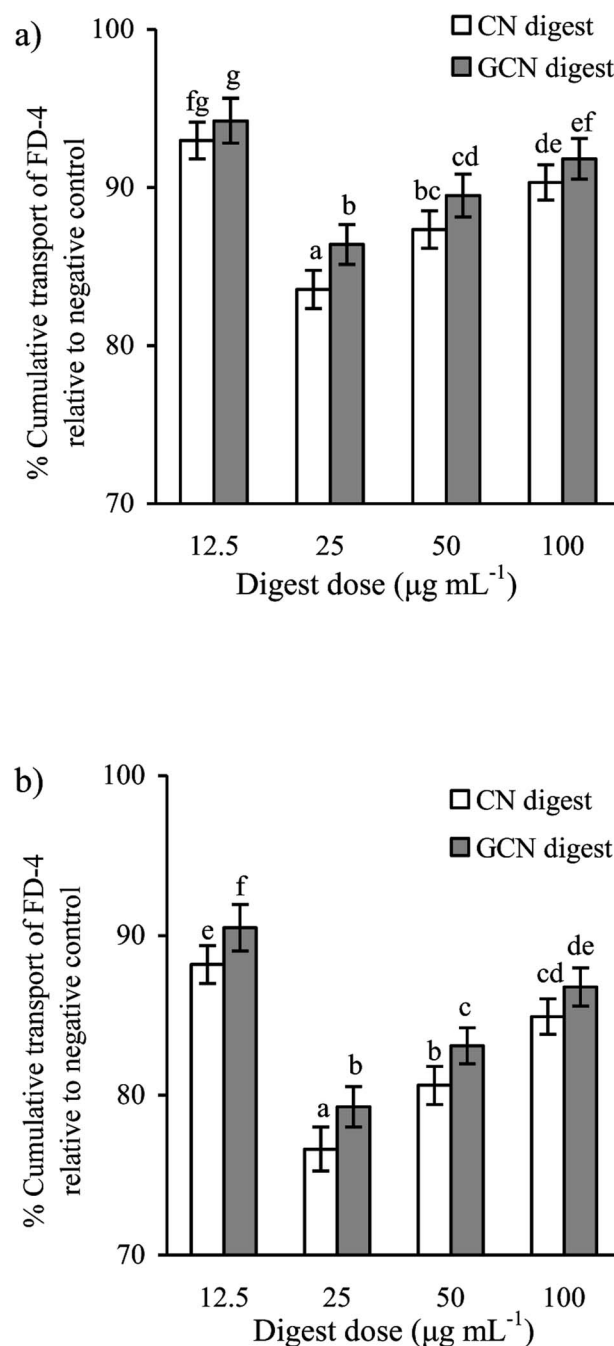 a)
100
90
80
70
% Cumulative transport of FD-4
relative to negative control
CN digest
GCN digest
fg
g
a
b
bc
cd
de
ef
12.5 25 50 100
Digest dose (µg mL⁻¹)
b)
100
90
80
70
% Cumulative transport of FD-4
relative to negative control
CN digest
GCN digest
e
f
a
b
b
c
cd
de
12.5 25 50 100
Digest dose (µg mL⁻¹)